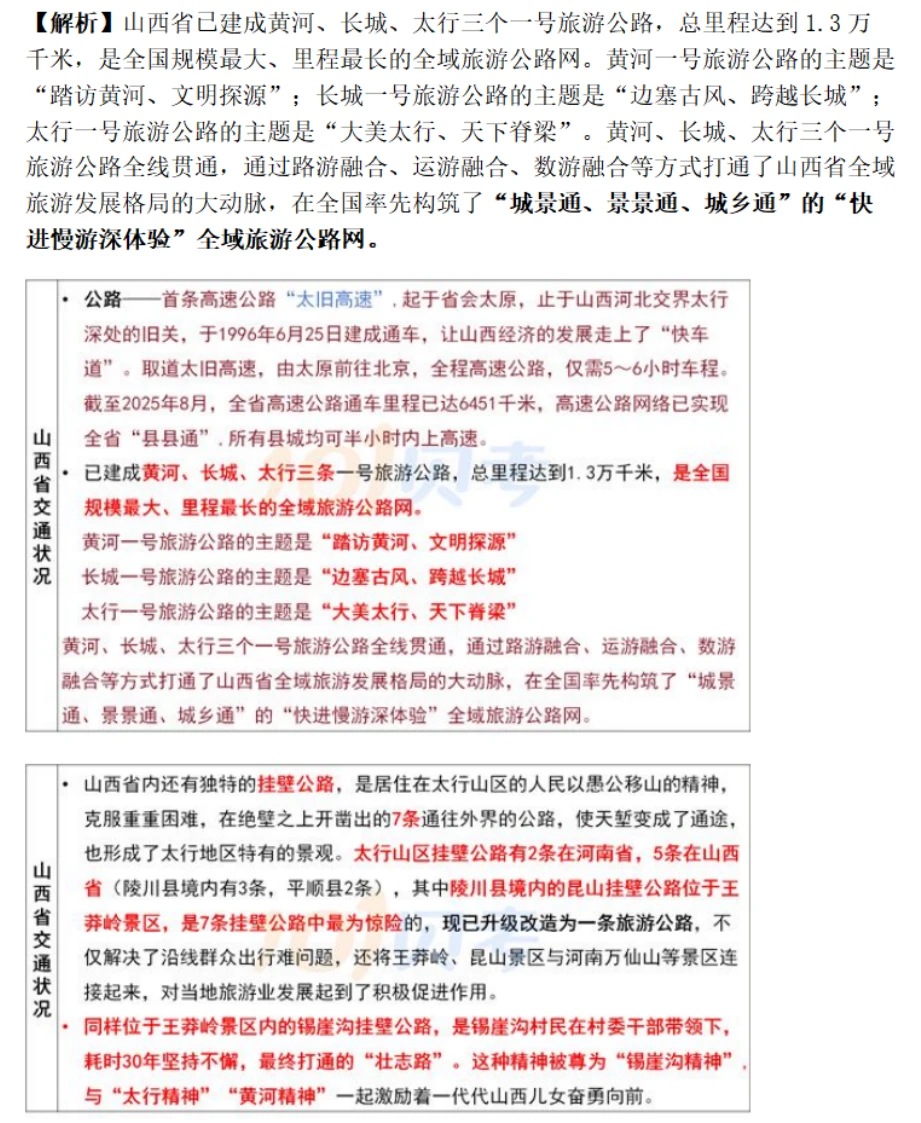 【解析】山西省已建成黄河、长城、太行三个一号旅游公路，总里程达到 1.3 万
千米，是全国规模最大、里程最长的全域旅游公路网。黄河一号旅游公路的主题是
“踏访黄河、文明探源”；长城一号旅游公路的主题是“边塞古风、跨越长城”；
太行一号旅游公路的主题是“大美太行、天下脊梁”。黄河、长城、太行三个一号
旅游公路全线贯通，通过路游融合、运游融合、数游融合等方式打通了山西省全域
旅游发展格局的大动脉，在全国率先构筑了“城景通、景景通、城乡通”的“快
进慢游深体验”全域旅游公路网。
山西省交通状况
• 公路——首条高速公路“太旧高速”，起于省会太原，止于山西河北交界太行
深处的旧关，于1996年6月25日建成通车，让山西经济的发展走上了“快车
道”。取道太旧高速，由太原前往北京，全程高速公路，仅需5～6小时车程。
截至2025年8月，全省高速公路通车里程已达6451千米，高速公路网络已实现
全省“县县通”，所有县城均可半小时内上高速。
• 已建成黄河、长城、太行三条一号旅游公路，总里程达到1.3万千米，是全国
规模最大、里程最长的全域旅游公路网。
黄河一号旅游公路的主题是“踏访黄河、文明探源”
长城一号旅游公路的主题是“边塞古风、跨越长城”
太行一号旅游公路的主题是“大美太行、天下脊梁”
黄河、长城、太行三个一号旅游公路全线贯通，通过路游融合、运游融合、数游
融合等方式打通了山西省全域旅游发展格局的大动脉，在全国率先构筑了“城景
通、景景通、城乡通”的“快进慢游深体验”全域旅游公路网。
101贝考
山西省交通状况
• 山西省内还有独特的挂壁公路，是居住在太行山区的人民以愚公移山的精神，
克服重重困难，在绝壁之上开凿出的7条通往外界的公路，使天堑变成了通途，
也形成了太行地区特有的景观。太行山区挂壁公路有2条在河南省，5条在山西
省（陵川县境内有3条，平顺县2条），其中陵川县境内的昆山挂壁公路位于王
莽岭景区，是7条挂壁公路中最为惊险的，现已升级改造为一条旅游公路，不
仅解决了沿线群众出行难问题，还将王莽岭、昆山景区与河南万仙山等景区连
接起来，对当地旅游业发展起到了积极促进作用。
• 同样位于王莽岭景区内的锡崖沟挂壁公路，是锡崖沟村民在村委干部带领下，
耗时30年坚持不懈，最终打通的“壮志路”。这种精神被尊为“锡崖沟精神”，
与“太行精神”“黄河精神”一起激励着一代代山西儿女奋勇向前。
101贝考